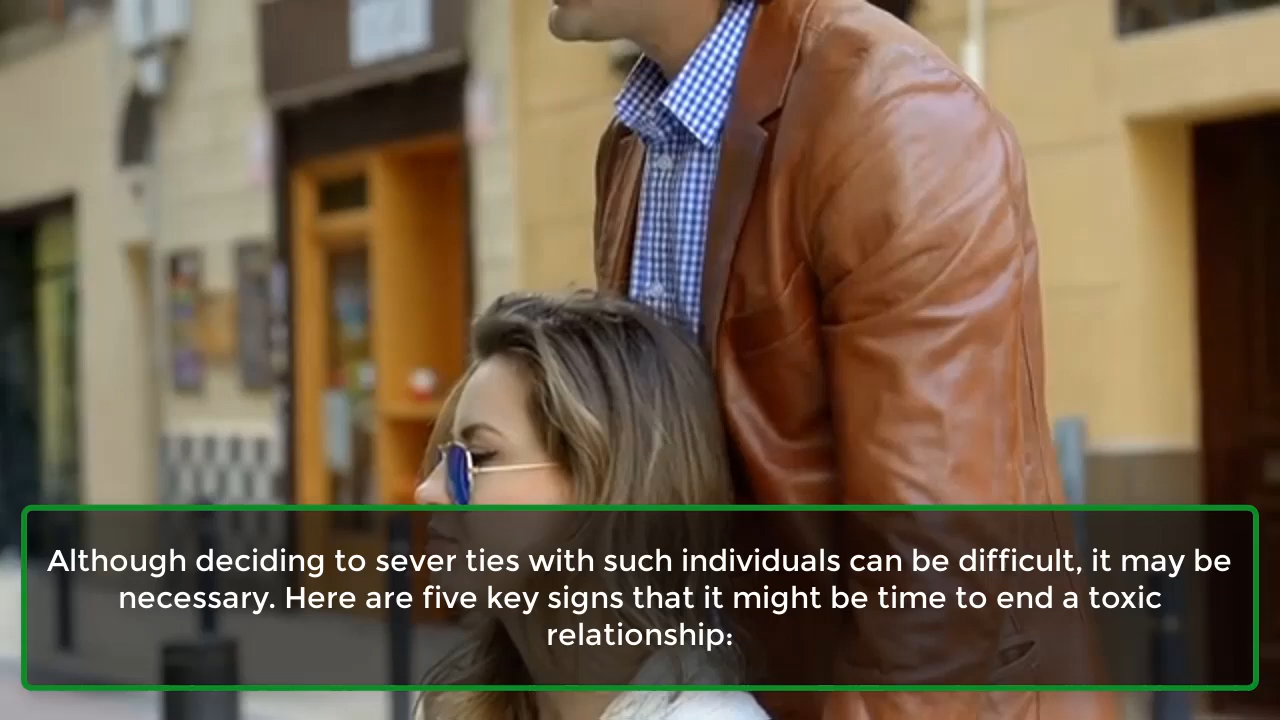 Although deciding to sever ties with such individuals can be difficult, it may be
necessary. Here are five key signs that it might be time to end a toxic
relationship: